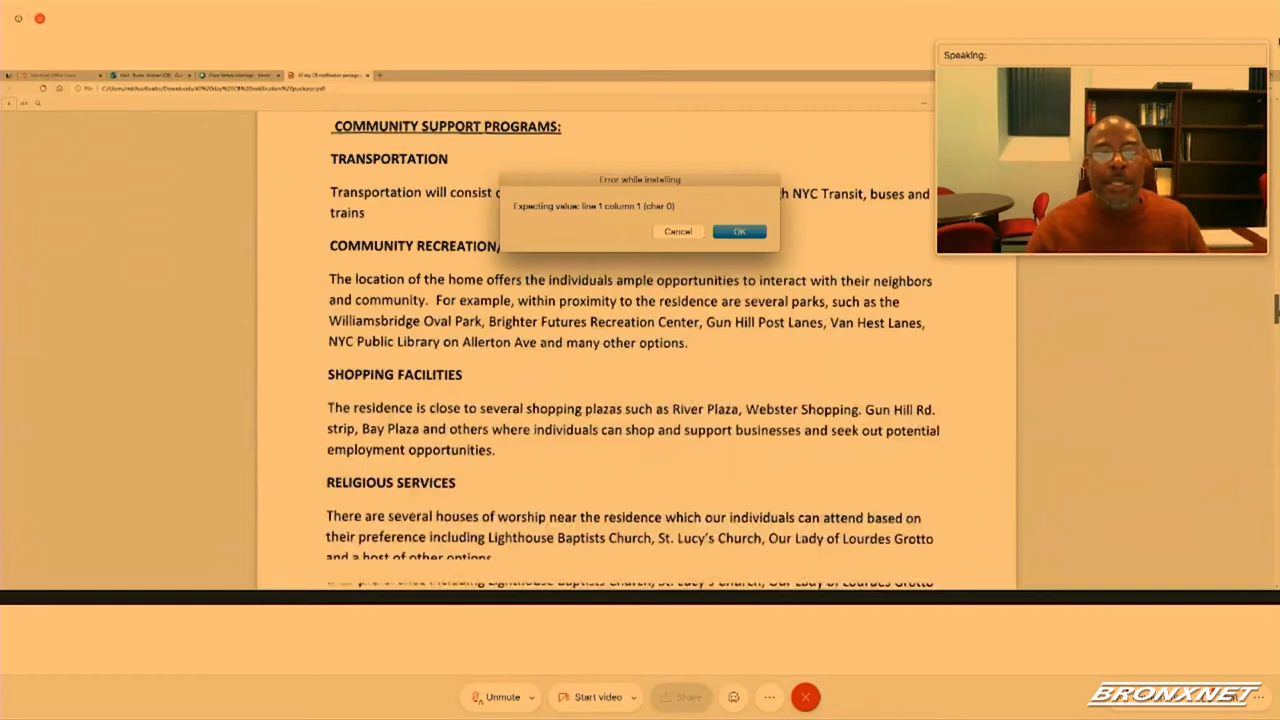 Speaking:
COMMUNITY SUPPORT PROGRAMS:
TRANSPORTATION
Transportation will consist h NYC Transit, buses and
trains
Error while installing
Expecting value: line 1 column 1 (char 0)
Cancel
OK
COMMUNITY RECREATION/
The location of the home offers the individuals ample opportunities to interact with their neighbors
and community. For example, within proximity to the residence are several parks, such as the
Williamsbridge Oval Park, Brighter Futures Recreation Center, Gun Hill Post Lanes, Van Hest Lanes,
NYC Public Library on Allerton Ave and many other options.
SHOPPING FACILITIES
The residence is close to several shopping plazas such as River Plaza, Webster Shopping. Gun Hill Rd.
strip, Bay Plaza and others where individuals can shop and support businesses and seek out potential
employment opportunities.
RELIGIOUS SERVICES
There are several houses of worship near the residence which our individuals can attend based on
their preference including Lighthouse Baptists Church, St. Lucy's Church, Our Lady of Lourdes Grotto
and a host of other options.
Unmute
Start video
Share
BRONXNET